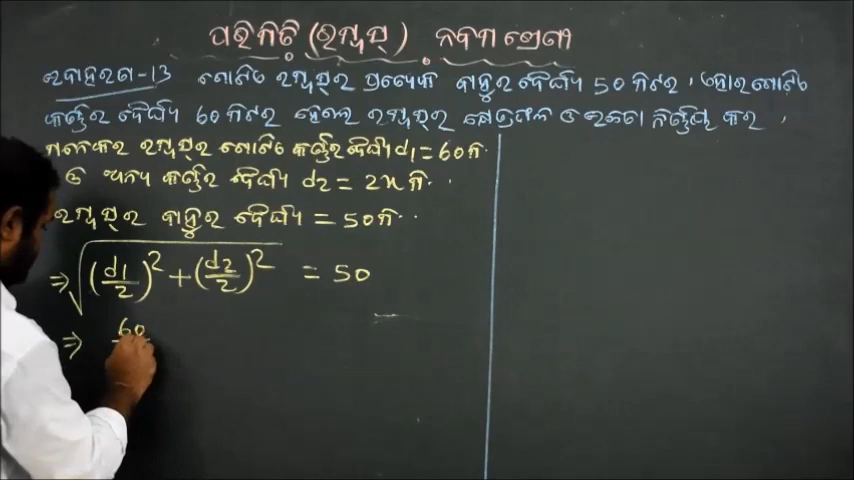 ପରିମିତି (ରମ୍ବସ୍) ନବମ ଶ୍ରେଣୀ
ଉଦାହରଣ-13 ଗୋଟିଏ ରମ୍ବସ୍‌ର ପ୍ରତ୍ୟେକ ବାହୁର ଦୈର୍ଘ୍ୟ 50 ମିଟର । ଏହାର ଗୋଟିଏ
କର୍ଣ୍ଣର ଦୈର୍ଘ୍ୟ 60 ମିଟର ହେଲେ ରମ୍ବସ୍‌ର କ୍ଷେତ୍ରଫଳ ଓ ଉଚ୍ଚତା ନିର୍ଣ୍ଣୟ କର ।
ମନେକର ରମ୍ବସ୍‌ର ଗୋଟିଏ କର୍ଣ୍ଣର ଦୈର୍ଘ୍ୟ d1 = 60ମି.
ଓ ଅନ୍ୟ କର୍ଣ୍ଣର ଦୈର୍ଘ୍ୟ d2 = 2x ମି.
ରମ୍ବସ୍‌ର ବାହୁର ଦୈର୍ଘ୍ୟ = 50ମି.
⇒ √((d1/2)² + (d2/2)²) = 50
⇒ 60